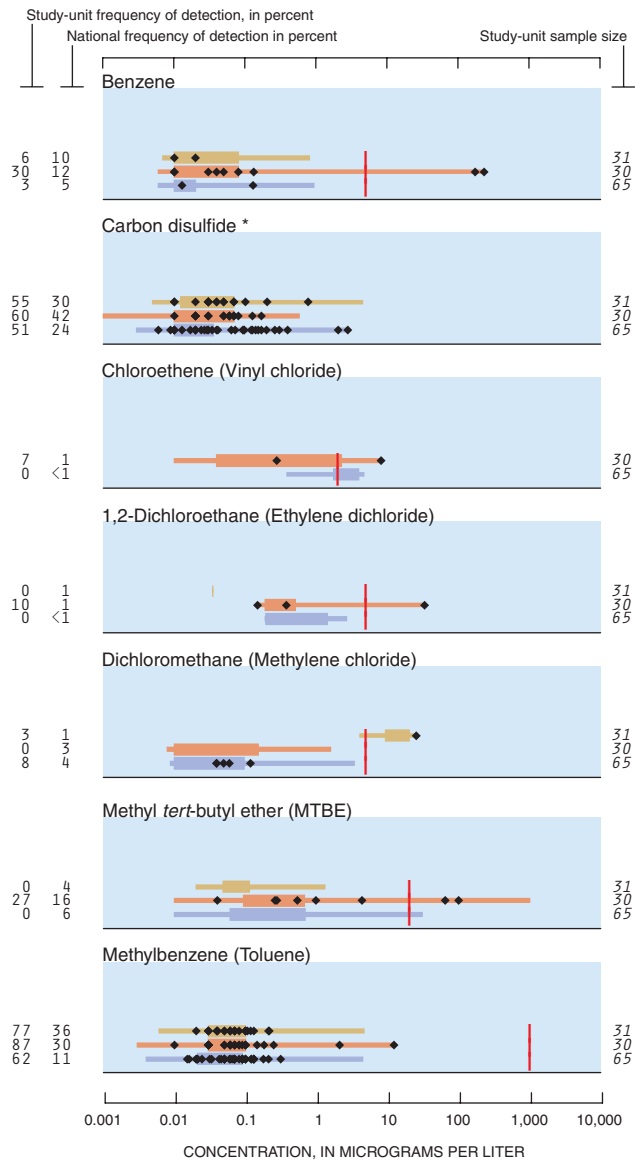 Study-unit frequency of detection, in percent
National frequency of detection in percent
Study-unit sample size
Benzene
6 10 31
30 12 30
3 5 65
Carbon disulfide *
55 30 31
60 42 30
51 24 65
Chloroethene (Vinyl chloride)
7 1 30
0 <1 65
1,2-Dichloroethane (Ethylene dichloride)
0 1 31
10 1 30
0 <1 65
Dichloromethane (Methylene chloride)
3 1 31
0 3 30
8 4 65
Methyl tert-butyl ether (MTBE)
0 4 31
27 16 30
0 6 65
Methylbenzene (Toluene)
77 36 31
87 30 30
62 11 65
0.001 0.01 0.1 1 10 100 1,000 10,000
CONCENTRATION, IN MICROGRAMS PER LITER